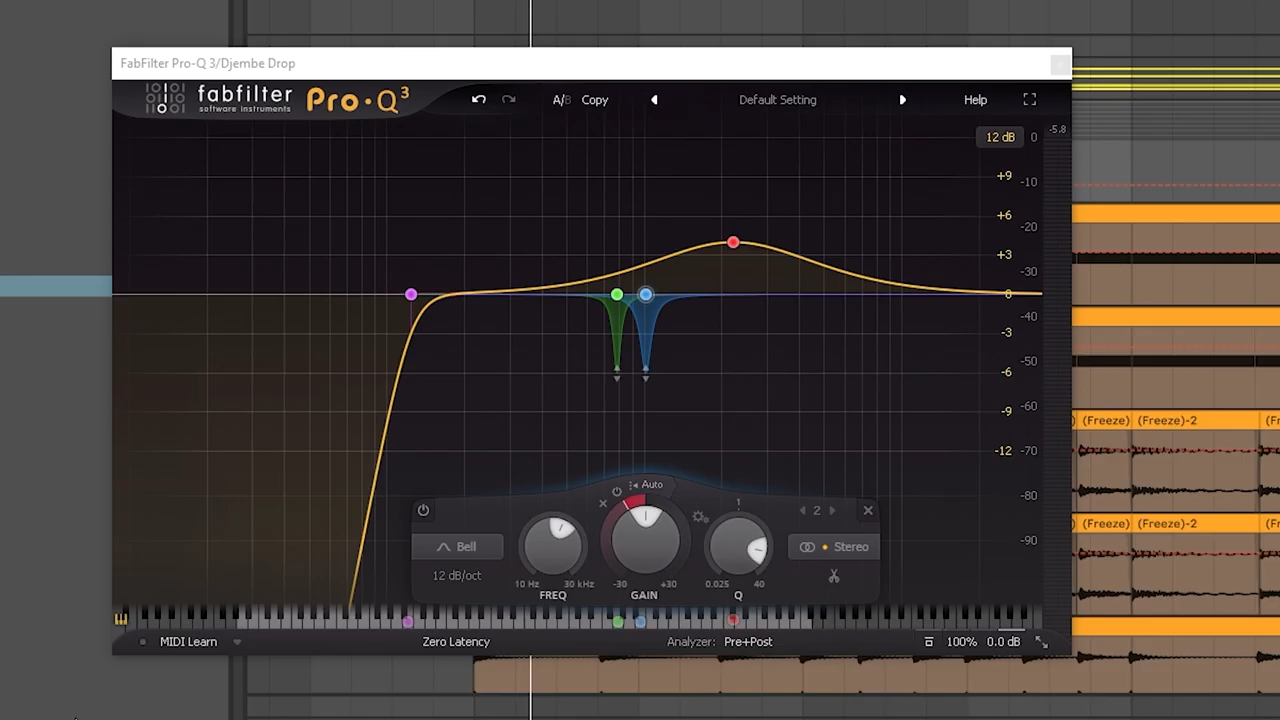 FabFilter Pro-Q 3/Djembe Drop
fabfilter
software instruments
Pro·Q3
A/B Copy
Default Setting
Help
12 dB 0 -5.8
+9 -10
+6 -20
+3 -30
0 -40
-3 -50
-6 -60
-9
-12 -70
-80
-90
Auto
1
2
Bell
12 dB/oct
Stereo
10 Hz 30 kHz
FREQ
-30 +30
GAIN
0.025 40
Q
MIDI Learn
Zero Latency
Analyzer: Pre+Post
100% 0.0 dB
(Freeze) (Freeze)-2
(Freeze) (Freeze)-2